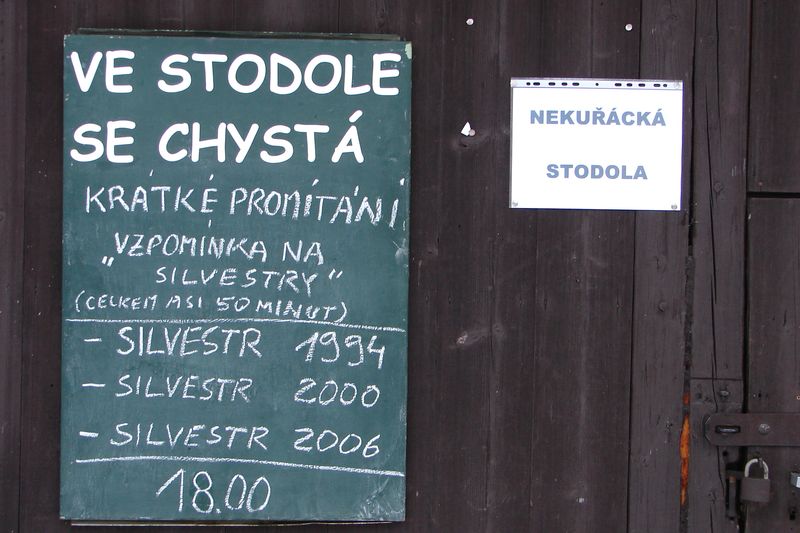 VE STODOLE
SE CHYSTÁ
KRÁTKÉ PROMÍTÁNÍ
„VZPOMÍNKA NA
SILVESTRY“
(CELKEM ASI 50 MINUT)
- SILVESTR 1994
- SILVESTR 2000
- SILVESTR 2006
18.00
NEKUŘÁCKÁ
STODOLA